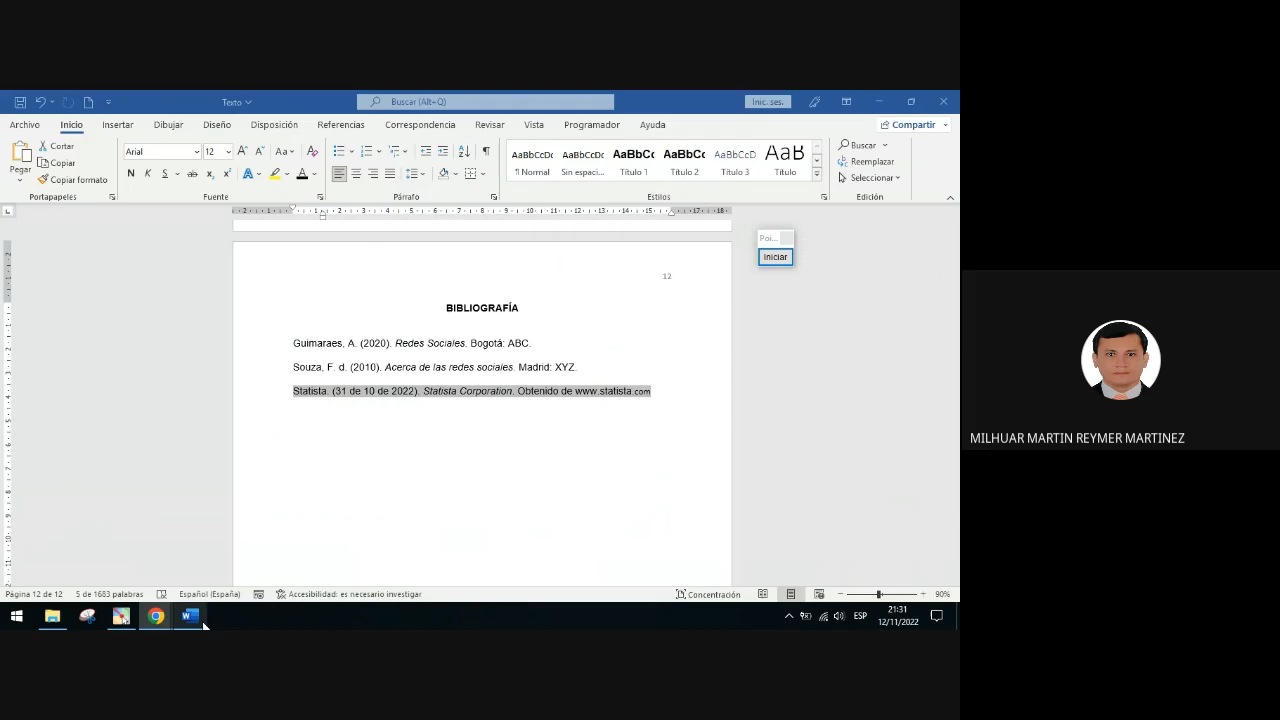 Texto
Buscar (Alt+Q)
Inic. ses.
Archivo Inicio Insertar Dibujar Diseño Disposición Referencias Correspondencia Revisar Vista Programador Ayuda Compartir
Pegar
Cortar
Copiar
Copiar formato
Portapapeles
Arial 12
Fuente
Párrafo
AaBbCcDc AaBbCcDc AaBbCc AaBbCc AaBbCcD AaB
¶ Normal Sin espaci... Título 1 Título 2 Título 3 Título
Estilos
Buscar
Reemplazar
Seleccionar
Edición
Poi...
Iniciar
12
BIBLIOGRAFÍA
Guimaraes, A. (2020). Redes Sociales. Bogotá: ABC.
Souza, F. d. (2010). Acerca de las redes sociales. Madrid: XYZ.
Statista. (31 de 10 de 2022). Statista Corporation. Obtenido de www.statista.com
Página 12 de 12 5 de 1683 palabras Español (España) Accesibilidad: es necesario investigar Concentración 90%
ESP
21:31
12/11/2022
MILHUAR MARTIN REYMER MARTINEZ